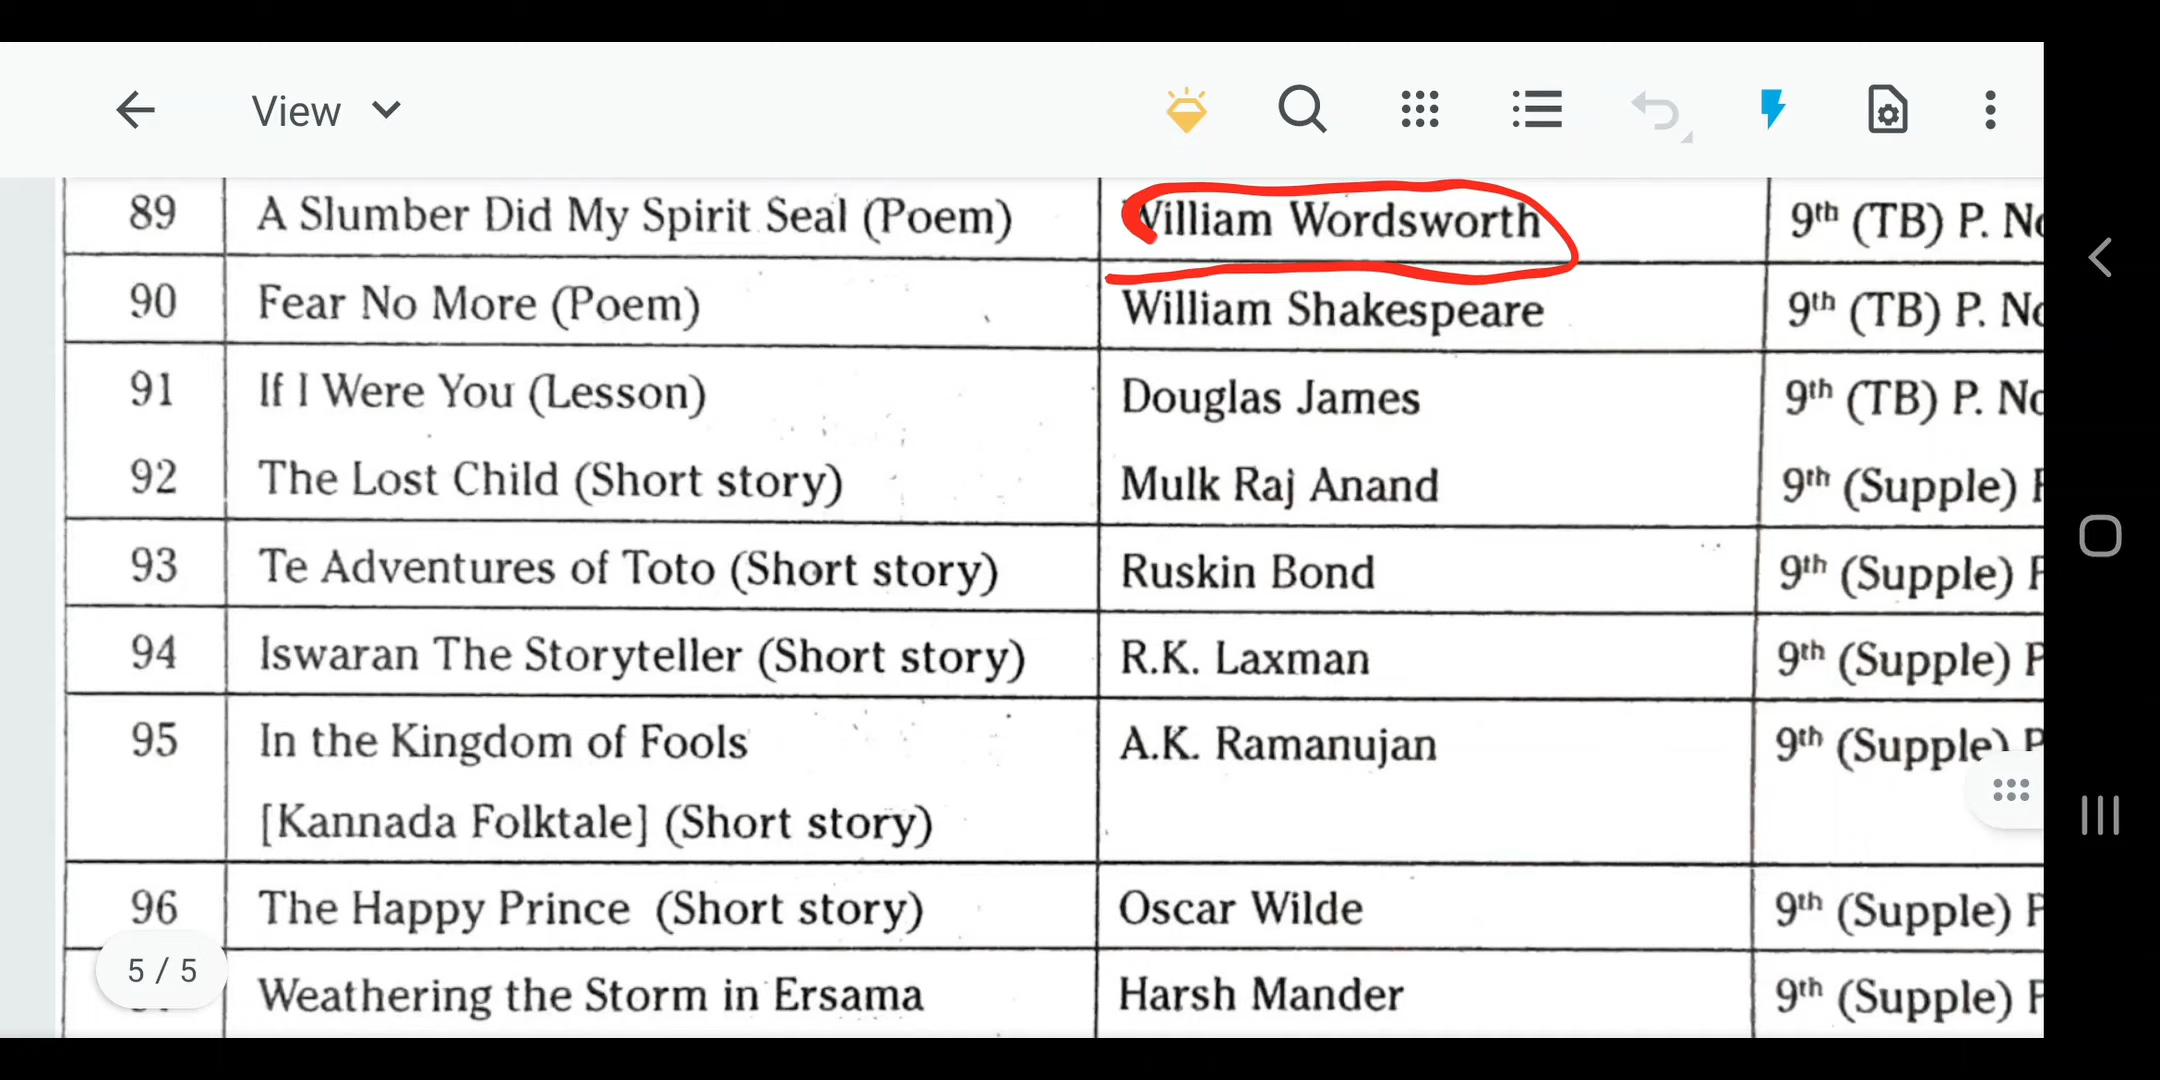 View
89 A Slumber Did My Spirit Seal (Poem) William Wordsworth 9th (TB) P.
90 Fear No More (Poem) William Shakespeare 9th (TB) P.
91 If I Were You (Lesson) Douglas James 9th (TB) P.
92 The Lost Child (Short story) Mulk Raj Anand 9th (Supple)
93 Te Adventures of Toto (Short story) Ruskin Bond 9th (Supple)
94 Iswaran The Storyteller (Short story) R.K. Laxman 9th (Supple)
95 In the Kingdom of Fools A.K. Ramanujan 9th (Supple)
[Kannada Folktale] (Short story)
96 The Happy Prince (Short story) Oscar Wilde 9th (Supple)
5 / 5
Weathering the Storm in Ersama Harsh Mander 9th (Supple)